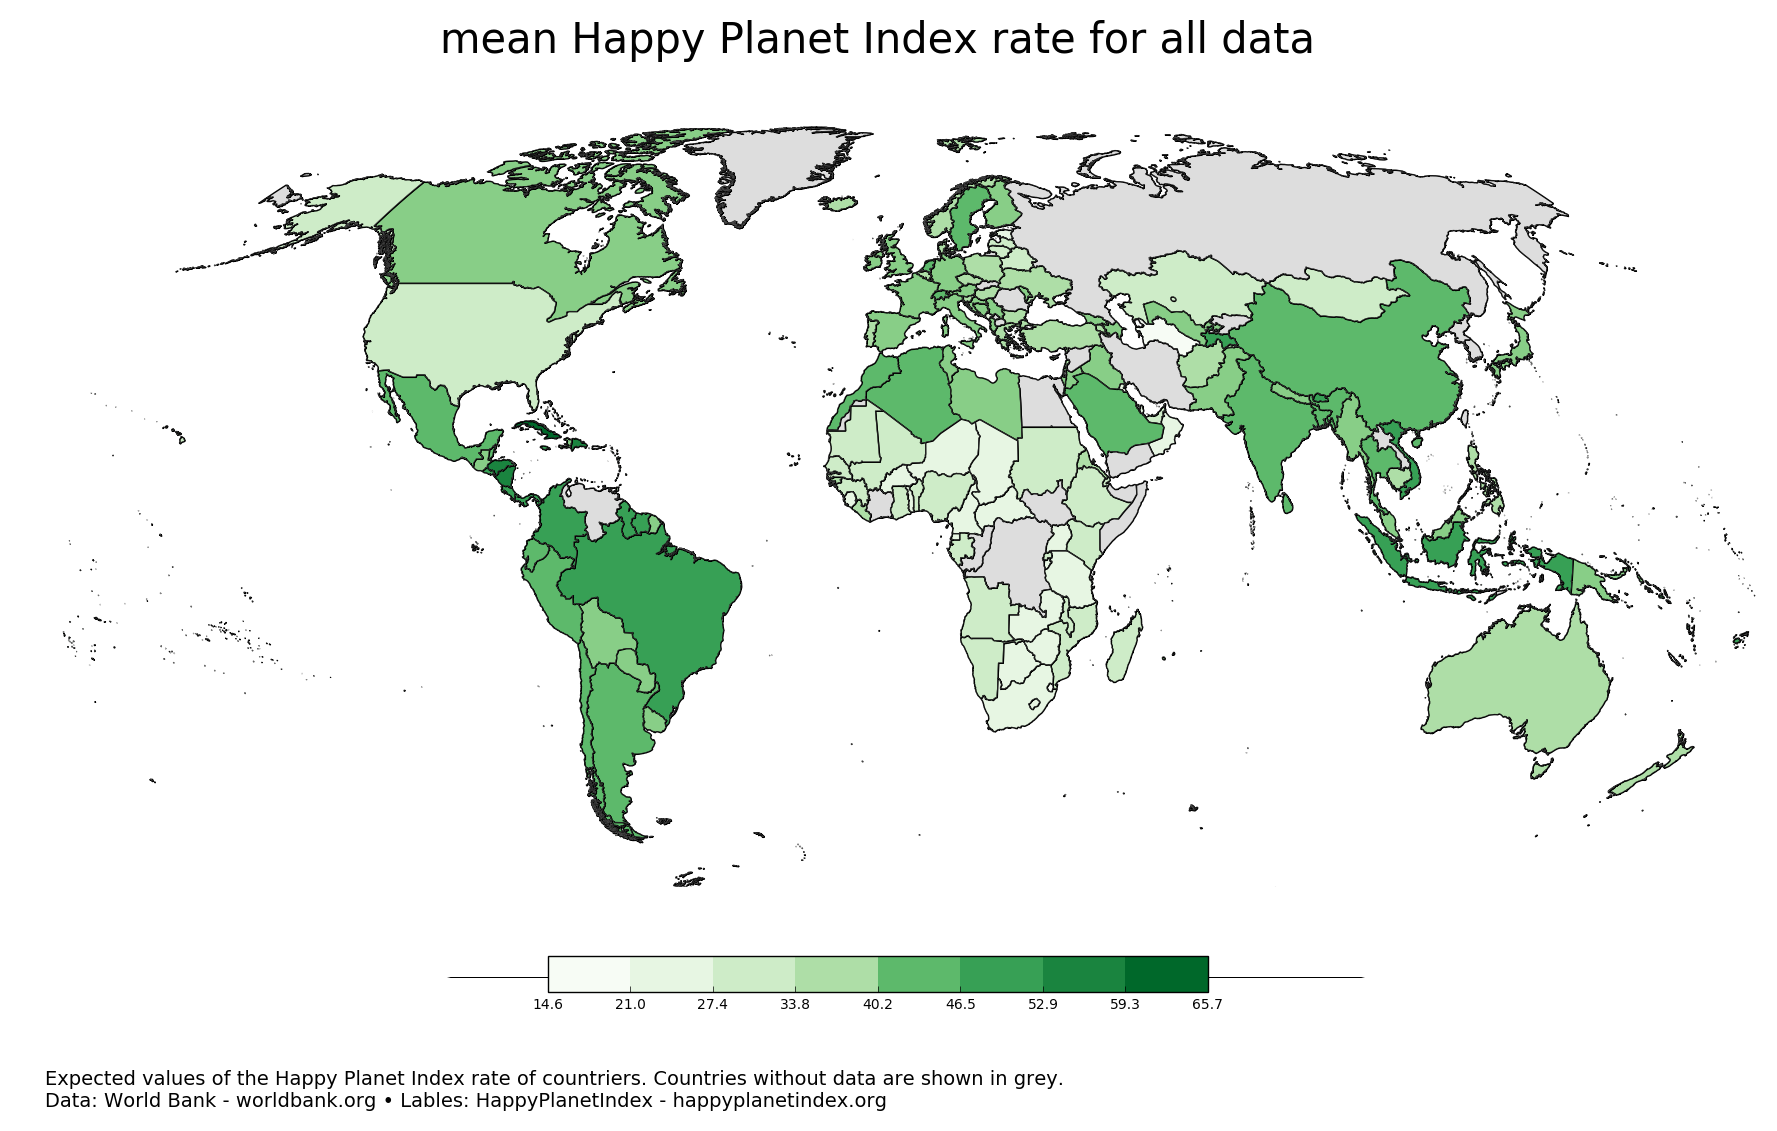 mean Happy Planet Index rate for all data
14.6 21.0 27.4 33.8 40.2 46.5 52.9 59.3 65.7
Expected values of the Happy Planet Index rate of countriers. Countries without data are shown in grey.
Data: World Bank - worldbank.org • Lables: HappyPlanetIndex - happyplanetindex.org